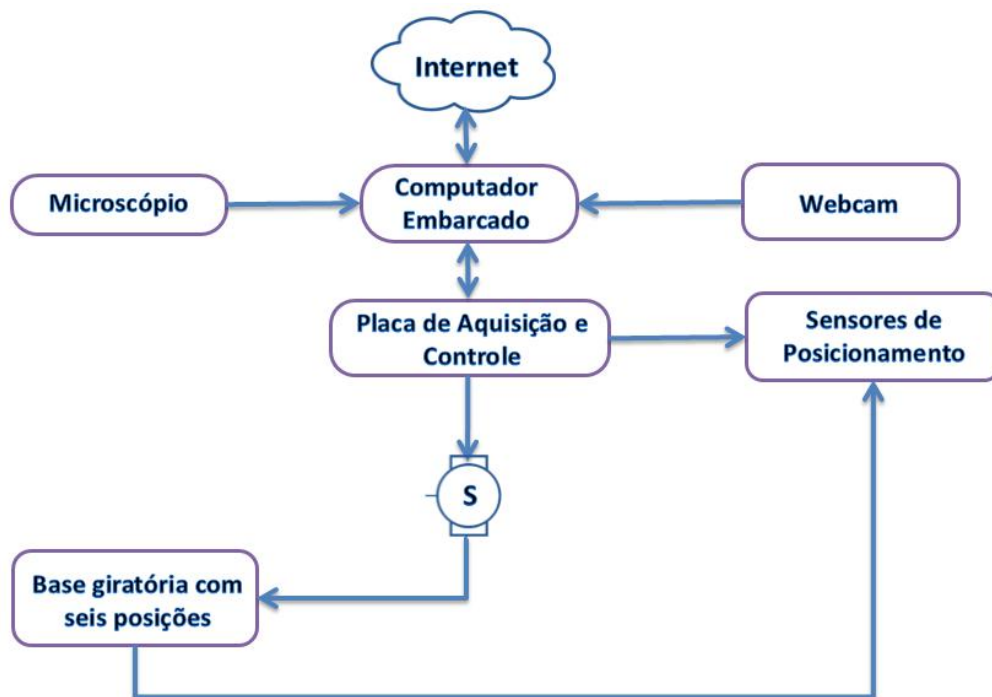 Internet
Microscópio
Computador
Embarcado
Webcam
Placa de Aquisição e
Controle
Sensores de
Posicionamento
S
Base giratória com
seis posições